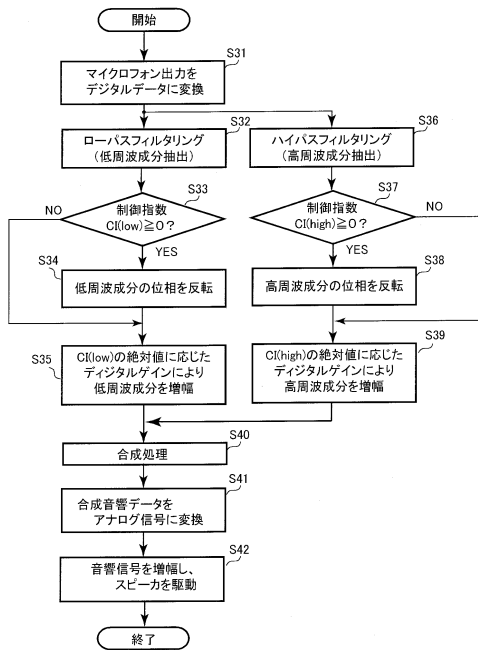 開始
S31
マイクロフォン出力を
デジタルデータに変換
S32
ローパスフィルタリング
(低周波成分抽出)
S33
制御指数
CI(low)≧0?
NO
YES
S34
低周波成分の位相を反転
S35
CI(low)の絶対値に応じた
ディジタルゲインにより
低周波成分を増幅
S36
ハイパスフィルタリング
(高周波成分抽出)
S37
制御指数
CI(high)≧0?
NO
YES
S38
高周波成分の位相を反転
S39
CI(high)の絶対値に応じた
ディジタルゲインにより
高周波成分を増幅
S40
合成処理
S41
合成音響データを
アナログ信号に変換
S42
音響信号を増幅し、
スピーカを駆動
終了